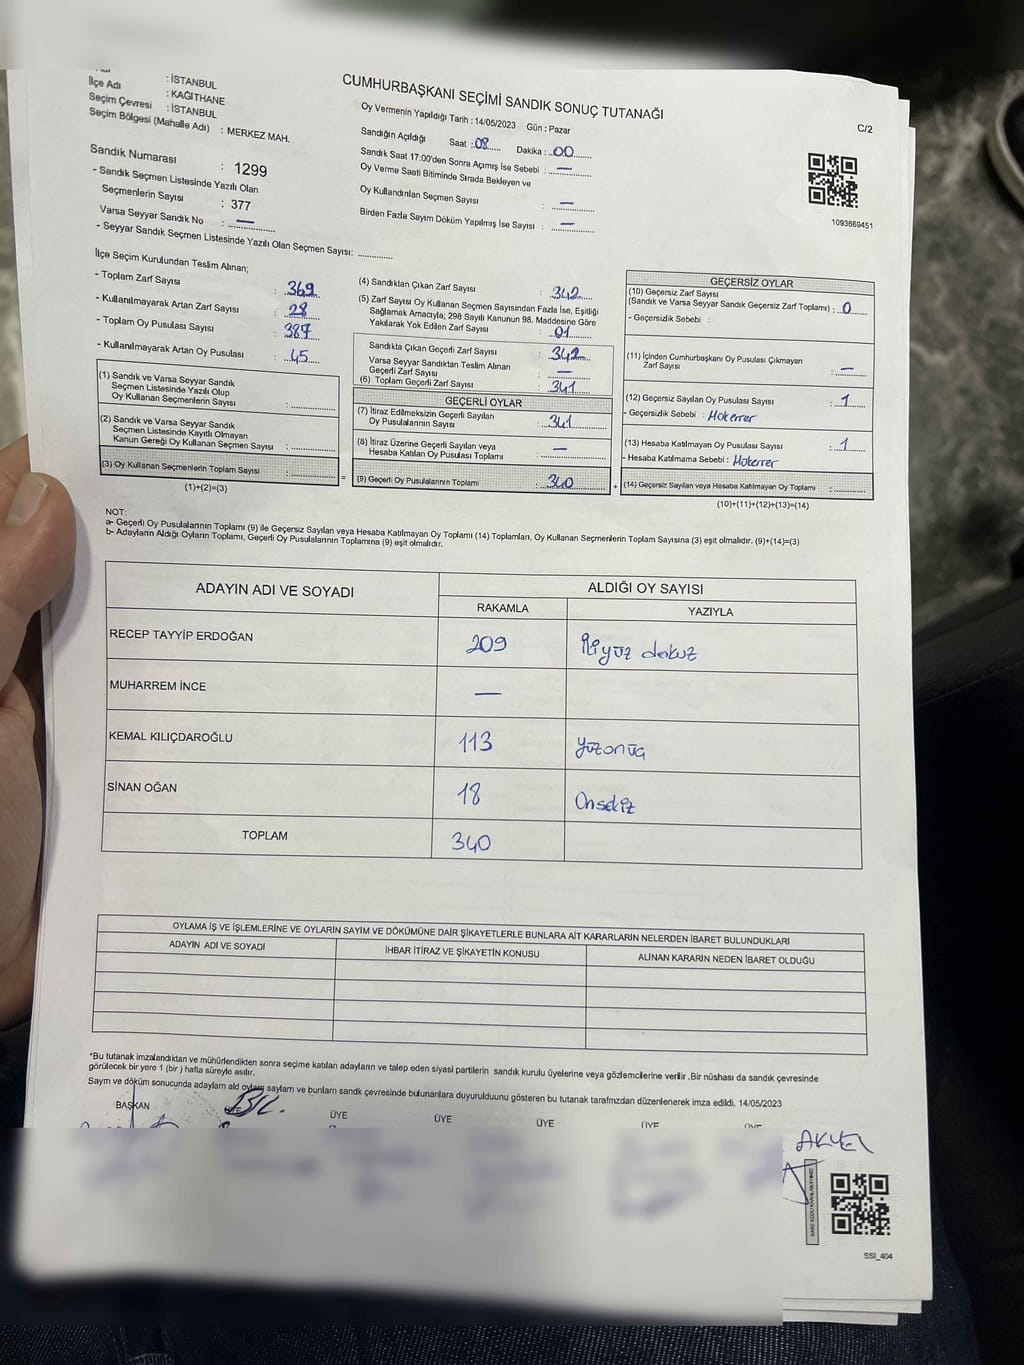 CUMHURBAŞKANI SEÇİMİ SANDIK SONUÇ TUTANAĞI
C/2
: İSTANBUL
İlçe Adı : KAĞITHANE
Seçim Çevresi : İSTANBUL
Seçim Bölgesi (Mahalle Adı) : MERKEZ MAH.
Sandık Numarası : 1299
- Sandık Seçmen Listesinde Yazılı Olan
Seçmenlerin Sayısı : 377
Varsa Seyyar Sandık No : —
- Seyyar Sandık Seçmen Listesinde Yazılı Olan Seçmen Sayısı: ............
Oy Vermenin Yapıldığı Tarih : 14/05/2023 Gün : Pazar
Sandığın Açıldığı Saat : 08 Dakika : 00
Sandık Saat 17:00'den Sonra Açımış İse Sebebi : —
Oy Verme Saati Bitiminde Sırada Bekleyen ve
Oy Kullandırılan Seçmen Sayısı : —
Birden Fazla Sayım Döküm Yapılmış İse Sayısı : —
1093669451
İlçe Seçim Kurulundan Teslim Alınan;
- Toplam Zarf Sayısı : 369
- Kullanılmayarak Artan Zarf Sayısı : 28
- Toplam Oy Pusulası Sayısı : 387
- Kullanılmayarak Artan Oy Pusulası : 45
(1) Sandık ve Varsa Seyyar Sandık
Seçmen Listesinde Yazılı Olup
Oy Kullanan Seçmenlerin Sayısı : ............
(2) Sandık ve Varsa Seyyar Sandık
Seçmen Listesinde Kayıtlı Olmayan
Kanun Gereği Oy Kullanan Seçmen Sayısı : ............
(3) Oy Kullanan Seçmenlerin Toplam Sayısı : ............
(1)+(2)=(3)
(4) Sandıktan Çıkan Zarf Sayısı : 342
(5) Zarf Sayısı Oy Kullanan Seçmen Sayısından Fazla İse, Eşitliği
Sağlamak Amacıyla; 298 Sayılı Kanunun 98. Maddesine Göre
Yakılarak Yok Edilen Zarf Sayısı : 01
Sandıkta Çıkan Geçerli Zarf Sayısı : 342
Varsa Seyyar Sandıktan Teslim Alınan
Geçerli Zarf Sayısı : —
(6) Toplam Geçerli Zarf Sayısı : 341
GEÇERLİ OYLAR
(7) İtiraz Edilmeksizin Geçerli Sayılan
Oy Pusulalarının Sayısı : 341
(8) İtiraz Üzerine Geçerli Sayılan veya
Hesaba Katılan Oy Pusulası Toplamı : —
= (9) Geçerli Oy Pusulalarının Toplamı : 340 +
GEÇERSİZ OYLAR
(10) Geçersiz Zarf Sayısı
(Sandık ve Varsa Seyyar Sandık Geçersiz Zarf Toplamı) : 0
- Geçersizlik Sebebi :
(11) İçinden Cumhurbaşkanı Oy Pusulası Çıkmayan
Zarf Sayısı : —
(12) Geçersiz Sayılan Oy Pusulası Sayısı : 1
- Geçersizlik Sebebi : Mükerrer
(13) Hesaba Katılmayan Oy Pusulası Sayısı : 1
- Hesaba Katılmama Sebebi : Mükerrer
(14) Geçersiz Sayılan veya Hesaba Katılmayan Oy Toplamı : ............
(10)+(11)+(12)+(13)=(14)
NOT:
a- Geçerli Oy Pusulalarının Toplamı (9) ile Geçersiz Sayılan veya Hesaba Katılmayan Oy Toplamı (14) Toplamları, Oy Kullanan Seçmenlerin Toplam Sayısına (3) eşit olmalıdır. (9)+(14)=(3)
b- Adayların Aldığı Oyların Toplamı, Geçerli Oy Pusulalarının Toplamına (9) eşit olmalıdır.
ADAYIN ADI VE SOYADI ALDIĞI OY SAYISI
RAKAMLA YAZIYLA
RECEP TAYYİP ERDOĞAN 209 İkiyüz dokuz
MUHARREM İNCE —
KEMAL KILIÇDAROĞLU 113 Yüzonüç
SİNAN OĞAN 18 Onsekiz
TOPLAM 340
OYLAMA İŞ VE İŞLEMLERİNE VE OYLARIN SAYIM VE DÖKÜMÜNE DAİR ŞİKAYETLERLE BUNLARA AİT KARARLARIN NELERDEN İBARET BULUNDUKLARI
ADAYIN ADI VE SOYADI İHBAR İTİRAZ VE ŞİKAYETİN KONUSU ALINAN KARARIN NEDEN İBARET OLDUĞU
*Bu tutanak imzalandıktan ve mühürlendikten sonra seçime katılan adayların ve talep eden siyasi partilerin sandık kurulu üyelerine veya gözlemcilerine verilir .Bir nüshası da sandık çevresinde
görülecek bir yere 1 (bir ) hafta süreyle asılır.
Sayım ve döküm sonucunda adayların aldığı oyların sayıların ve bunların sandık çevresinde bulunanlara duyurulduğunu gösteren bu tutanak tarafımızdan düzenlenerek imza edildi. 14/05/2023
BAŞKAN ÜYE ÜYE ÜYE ÜYE ÜYE
AKYEL
SSI_404